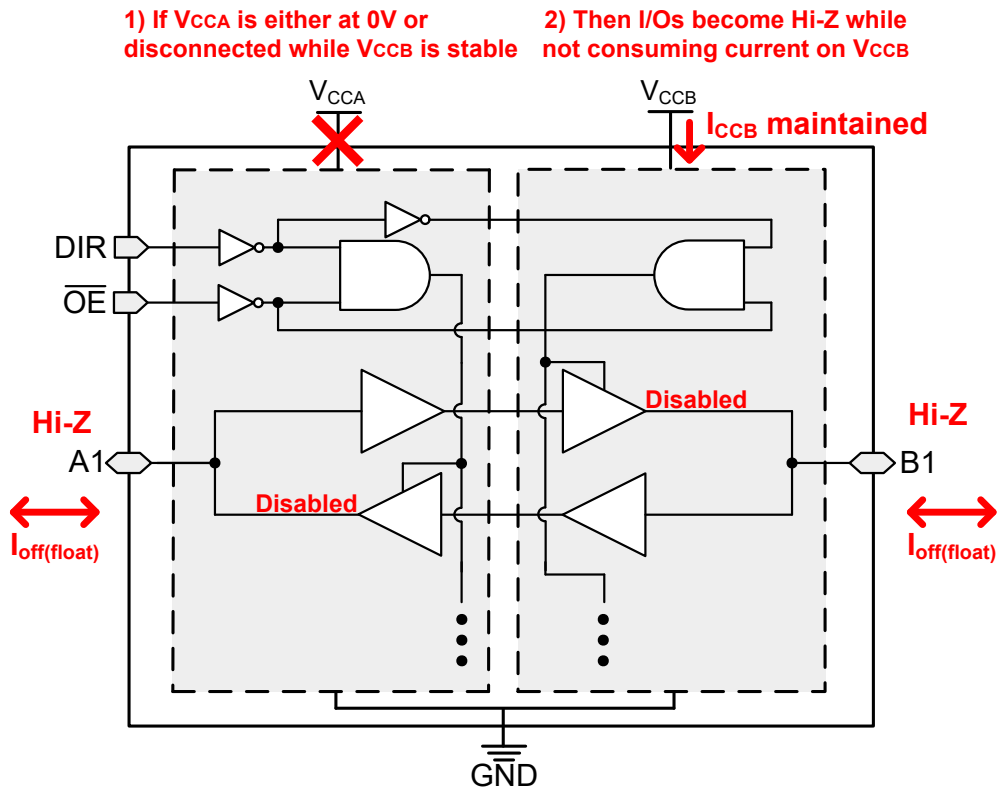 1) If VCCA is either at 0V or
disconnected while VCCB is stable
2) Then I/Os become Hi-Z while
not consuming current on VCCB
VCCA
VCCB
ICCB maintained
DIR
OE
Disabled
Hi-Z
A1
Hi-Z
B1
Disabled
Ioff(float)
Ioff(float)
GND